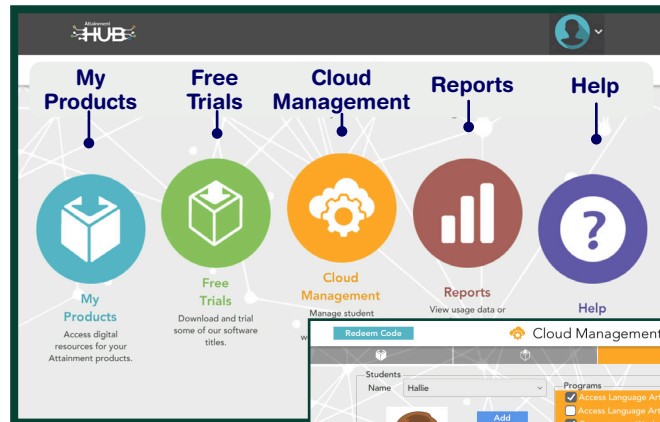 Attainment
HUB
My
Products
Free
Trials
Cloud
Management
Reports
Help
My
Products
Access digital
resources for your
Attainment products.
Free
Trials
Download and trial
some of our software
titles.
Cloud
Management
Manage student
Reports
View usage data or
Help
Redeem Code
Cloud Management
Students
Name Hallie
Add
Programs
Access Language Art
Access Language Art